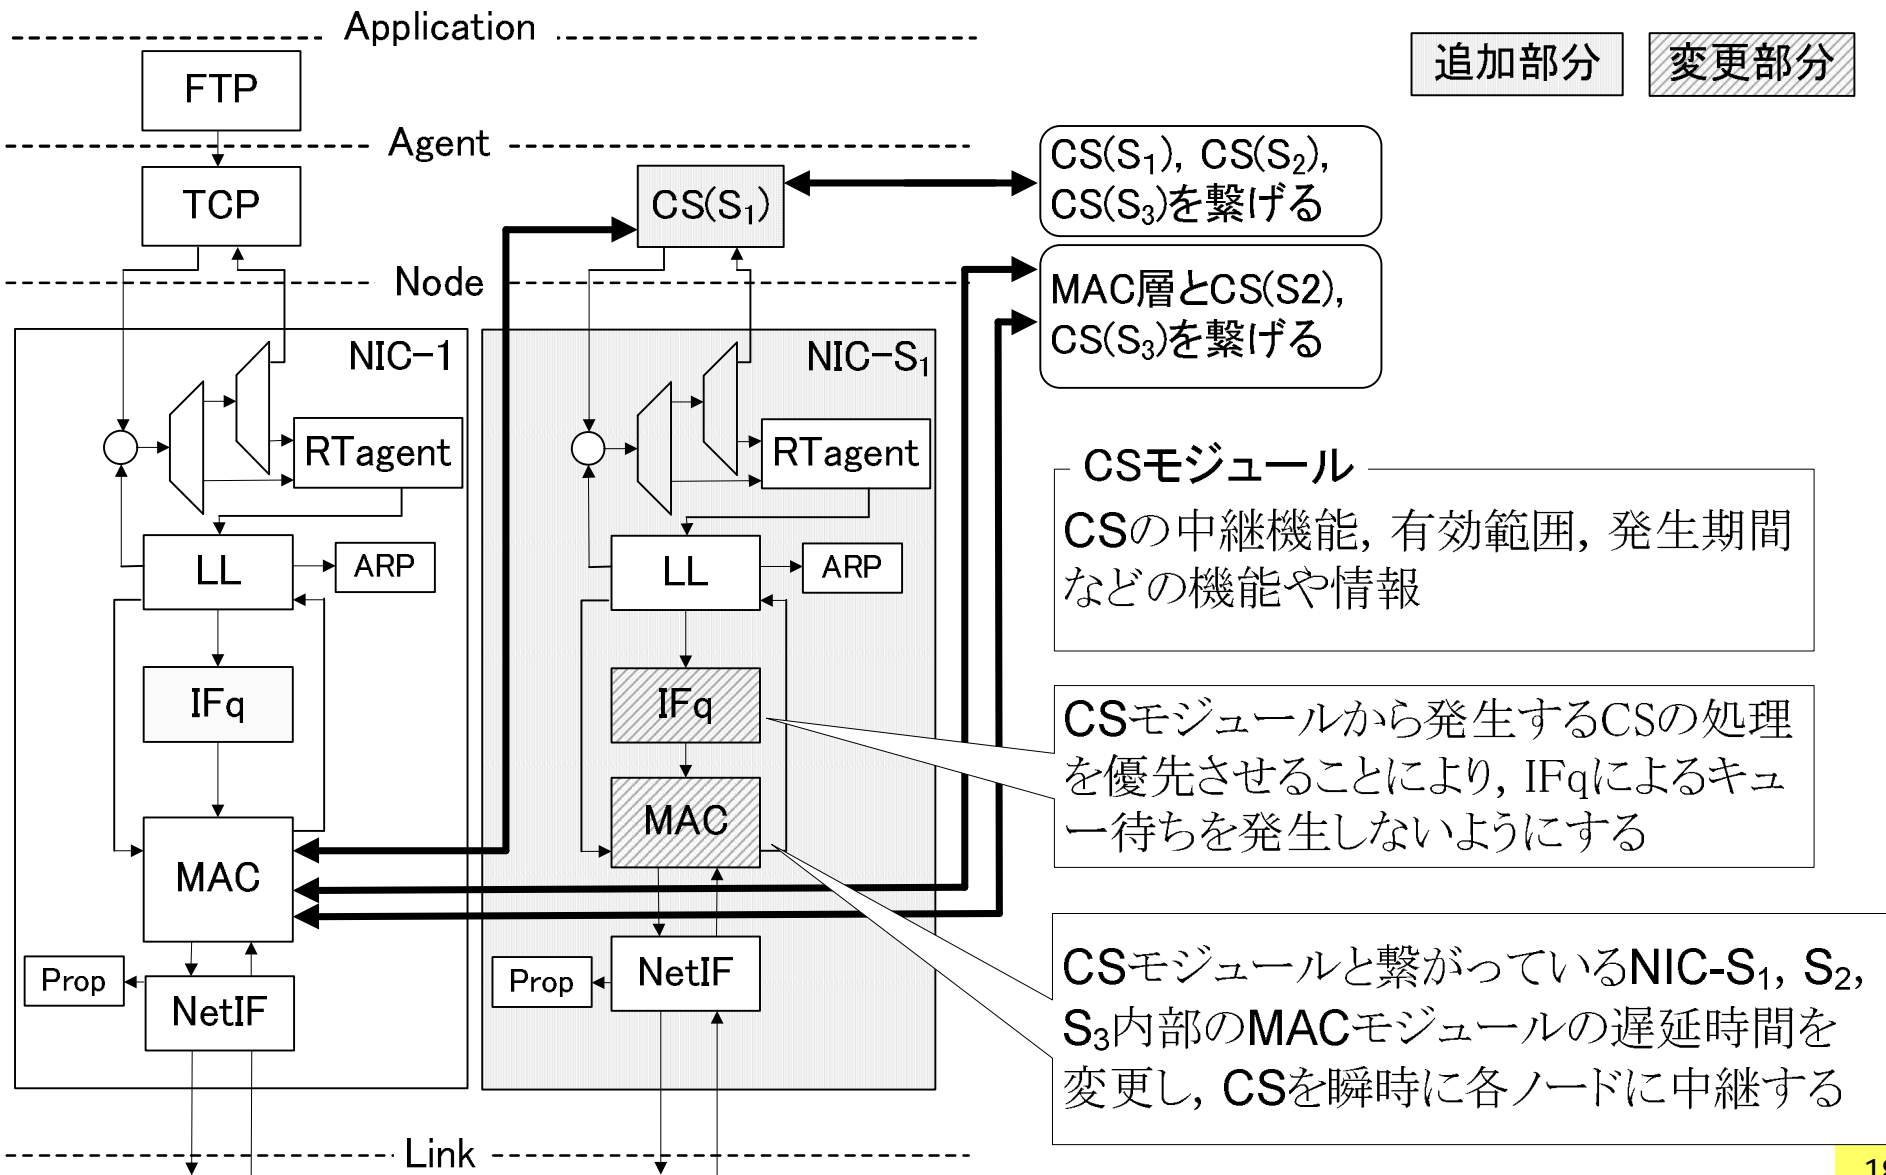 Application
追加部分
変更部分
FTP
Agent
TCP
CS(S1)
CS(S1), CS(S2),
CS(S3)を繋げる
Node
MAC層とCS(S2),
CS(S3)を繋げる
NIC-1
RTagent
LL
ARP
IFq
MAC
Prop
NetIF
NIC-S1
RTagent
LL
ARP
IFq
MAC
Prop
NetIF
CSモジュール
CSの中継機能, 有効範囲, 発生期間
などの機能や情報
CSモジュールから発生するCSの処理
を優先させることにより, IFqによるキュ
ー待ちを発生しないようにする
CSモジュールと繋がっているNIC-S1, S2,
S3内部のMACモジュールの遅延時間を
変更し, CSを瞬時に各ノードに中継する
Link